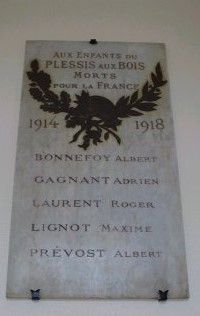 AUX ENFANTS DU
PLESSIS AUX BOIS
MORTS
POUR LA FRANCE
1914 1918
BONNEFOY ALBERT
GAGNANT ADRIEN
LAURENT ROGER
LIGNOT MAXIME
PRÉVOST ALBERT